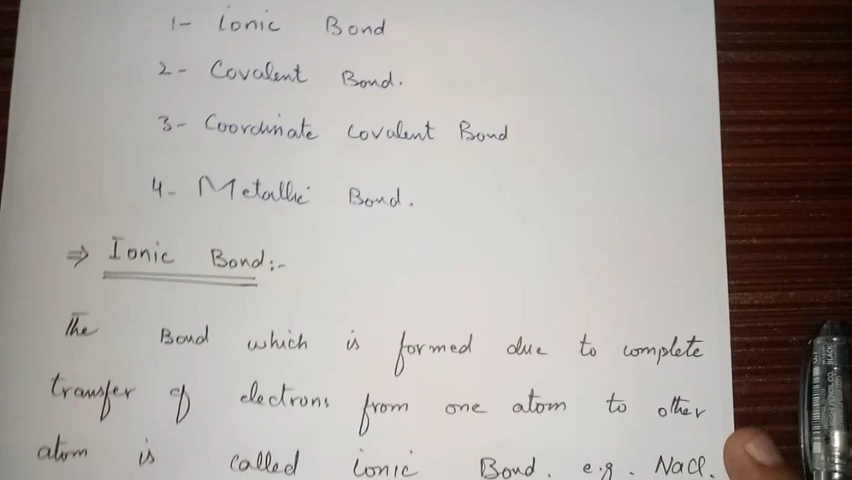 1- Ionic Bond
2- Covalent Bond.
3- Coordinate Covalent Bond
4- Metallic Bond.
⇒ Ionic Bond:-
The Bond which is formed due to complete
transfer of electrons from one atom to other
atom is called ionic Bond. e.g. NaCl.